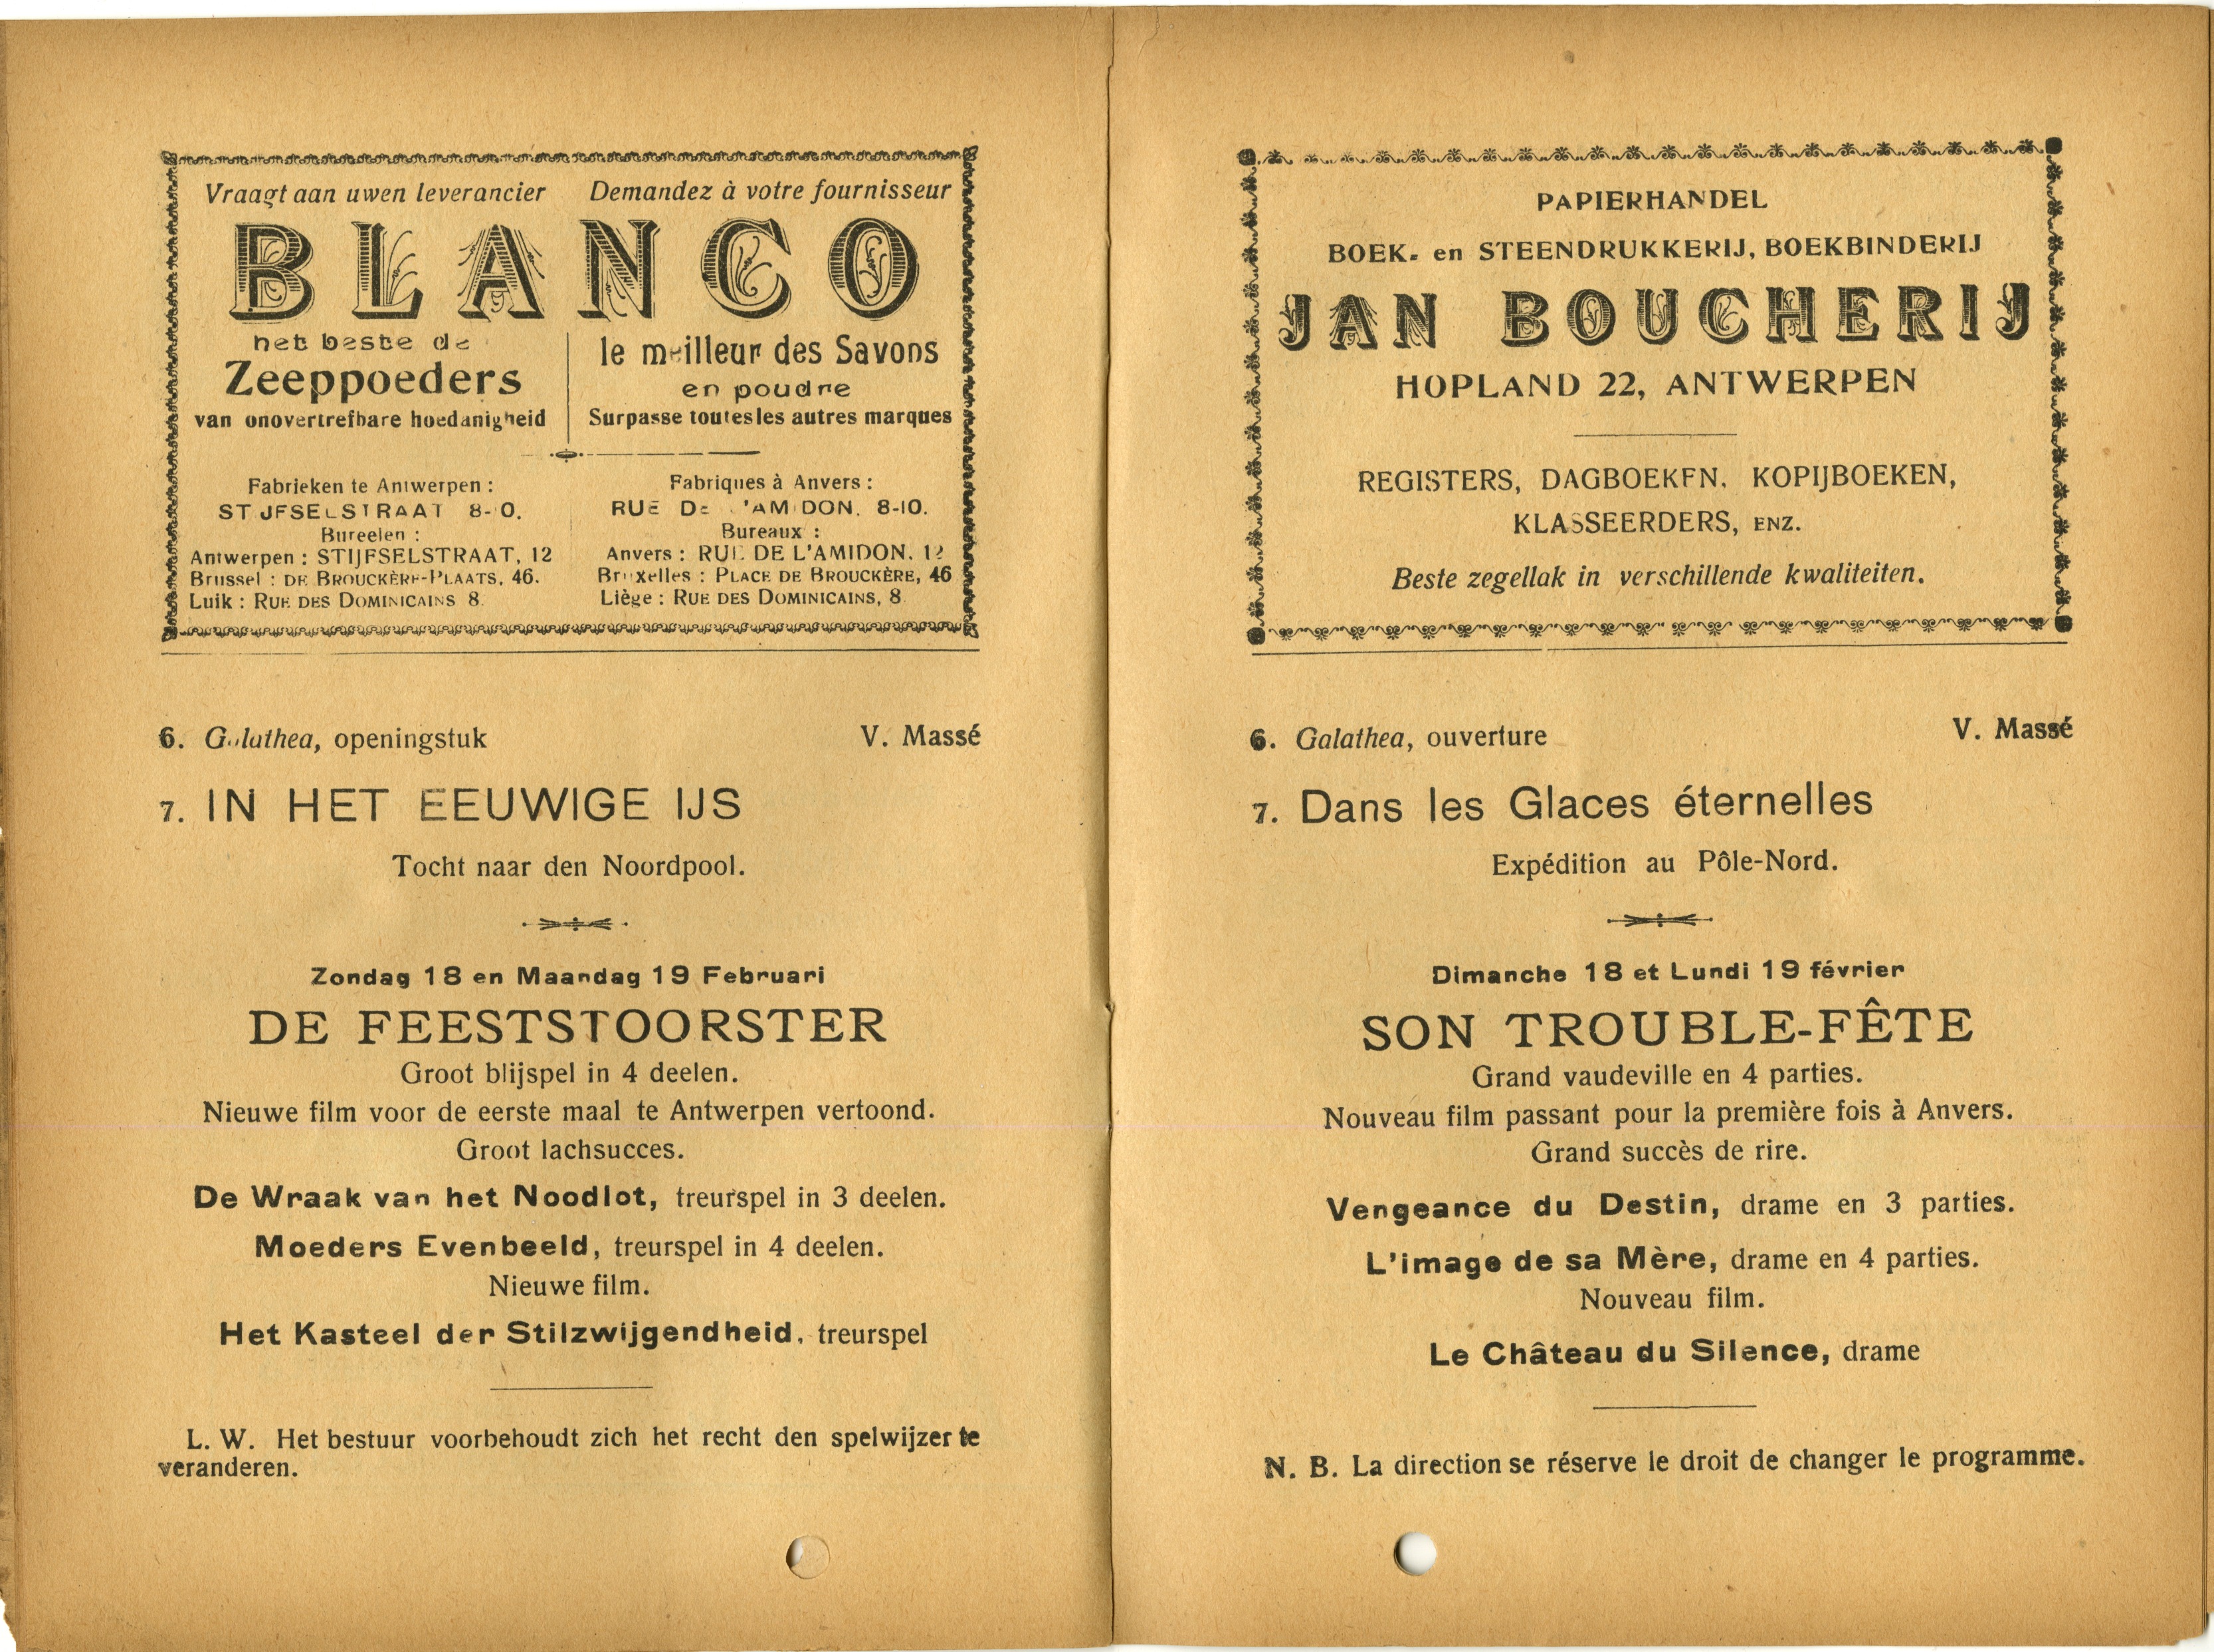 Vraagt aan uwen leverancier
Demandez à votre fournisseur
BLANCO
het beste de
Zeeppoeders
van onovertrefbare hoedanigheid
le meilleur des Savons
en poudre
Surpasse toutes les autres marques
Fabrieken te Antwerpen :
STIJFSELSTRAAT 8-10.
Bureelen :
Antwerpen : STIJFSELSTRAAT, 12
Brussel : DE BROUCKÈRE-PLAATS, 46.
Luik : RUE DES DOMINICAINS 8.
Fabriques à Anvers :
RUE DE L'AMIDON. 8-10.
Bureaux :
Anvers : RUE DE L'AMIDON. 12
Bruxelles : PLACE DE BROUCKÈRE, 46
Liège : RUE DES DOMINICAINS, 8.
6. Galathea, openingstuk V. Massé
7. IN HET EEUWIGE IJS
Tocht naar den Noordpool.
Zondag 18 en Maandag 19 Februari
DE FEESTSTOORSTER
Groot blijspel in 4 deelen.
Nieuwe film voor de eerste maal te Antwerpen vertoond.
Groot lachsucces.
De Wraak van het Noodlot, treurspel in 3 deelen.
Moeders Evenbeeld, treurspel in 4 deelen.
Nieuwe film.
Het Kasteel der Stilzwijgendheid, treurspel
L. W. Het bestuur voorbehoudt zich het recht den spelwijzer te
veranderen.
PAPIERHANDEL
BOEK- en STEENDRUKKERIJ, BOEKBINDERIJ
JAN BOUCHERIJ
HOPLAND 22, ANTWERPEN
REGISTERS, DAGBOEKEN, KOPIJBOEKEN,
KLASSEERDERS, ENZ.
Beste zegellak in verschillende kwaliteiten.
6. Galathea, ouverture V. Massé
7. Dans les Glaces éternelles
Expédition au Pôle-Nord.
Dimanche 18 et Lundi 19 février
SON TROUBLE-FÊTE
Grand vaudeville en 4 parties.
Nouveau film passant pour la première fois à Anvers.
Grand succès de rire.
Vengeance du Destin, drame en 3 parties.
L'image de sa Mère, drame en 4 parties.
Nouveau film.
Le Château du Silence, drame
N. B. La direction se réserve le droit de changer le programme.